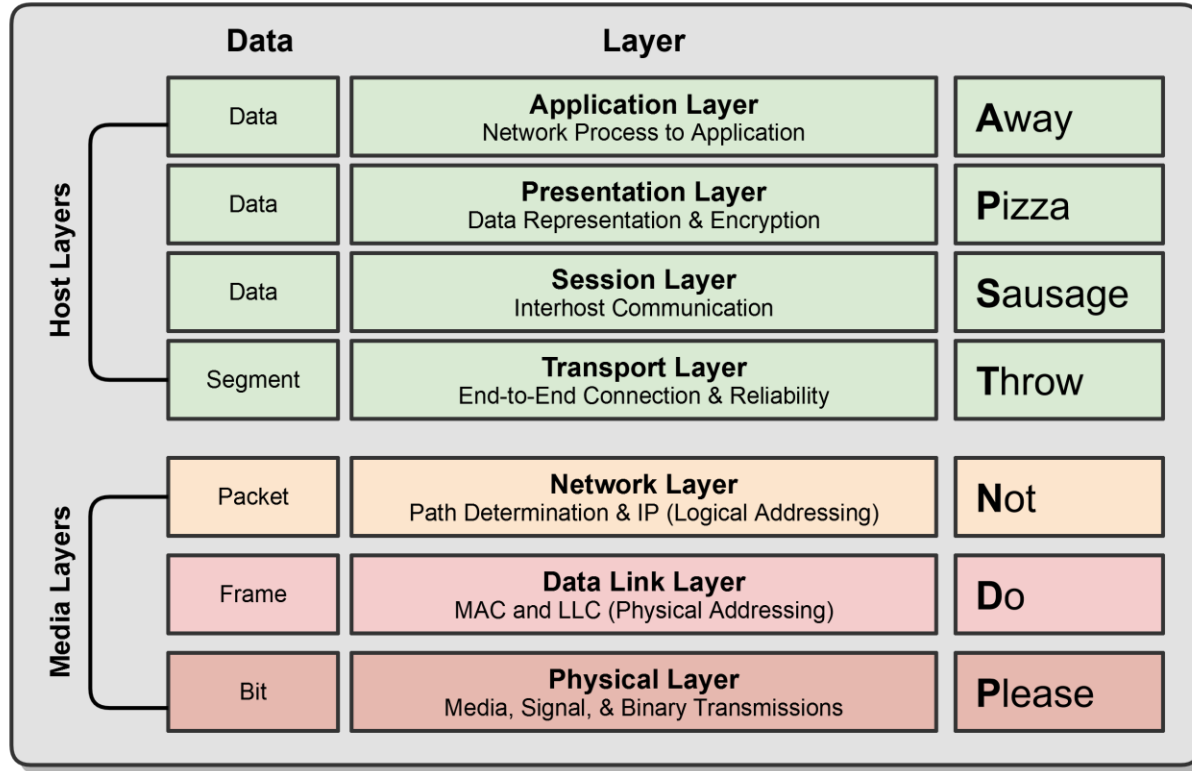 Data
Layer
Host Layers
Data
Application Layer
Network Process to Application
Away
Data
Presentation Layer
Data Representation & Encryption
Pizza
Data
Session Layer
Interhost Communication
Sausage
Segment
Transport Layer
End-to-End Connection & Reliability
Throw
Media Layers
Packet
Network Layer
Path Determination & IP (Logical Addressing)
Not
Frame
Data Link Layer
MAC and LLC (Physical Addressing)
Do
Bit
Physical Layer
Media, Signal, & Binary Transmissions
Please